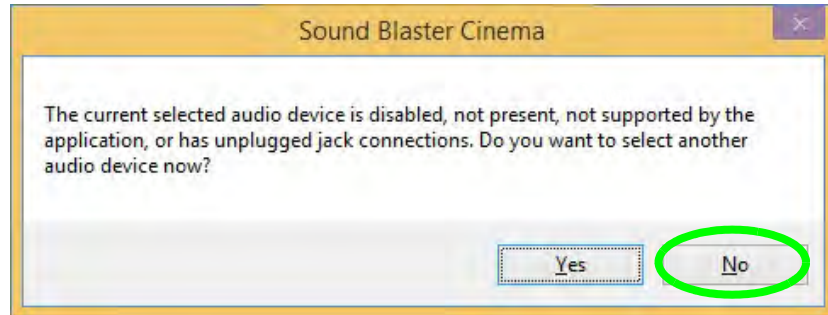 Sound Blaster Cinema
The current selected audio device is disabled, not present, not supported by the
application, or has unplugged jack connections. Do you want to select another
audio device now?
Yes
No